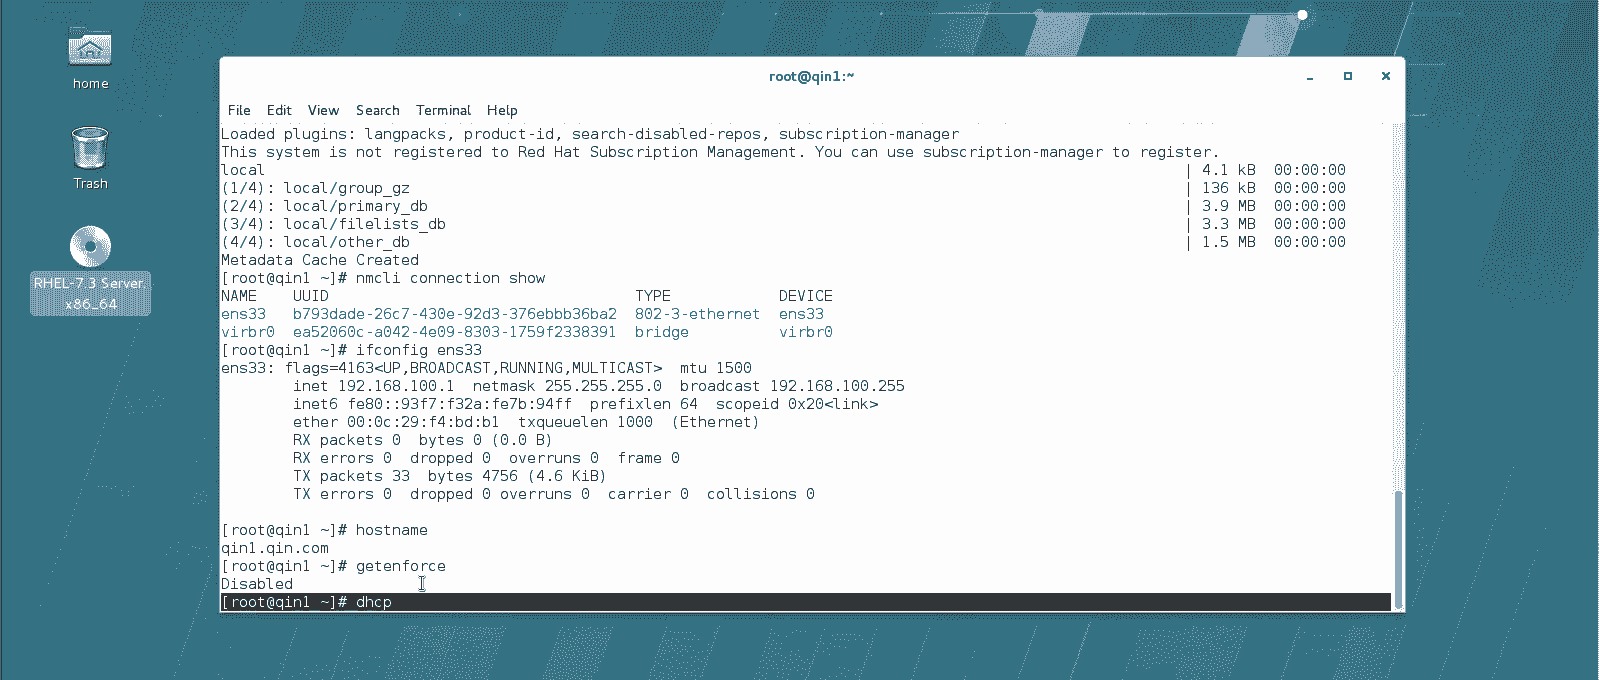 home
Trash
RHEL-7.3 Server.
x86_64
root@qin1:~
File Edit View Search Terminal Help
Loaded plugins: langpacks, product-id, search-disabled-repos, subscription-manager
This system is not registered to Red Hat Subscription Management. You can use subscription-manager to register.
local | 4.1 kB 00:00:00
(1/4): local/group_gz | 136 kB 00:00:00
(2/4): local/primary_db | 3.9 MB 00:00:00
(3/4): local/filelists_db | 3.3 MB 00:00:00
(4/4): local/other_db | 1.5 MB 00:00:00
Metadata Cache Created
[root@qin1 ~]# nmcli connection show
NAME UUID TYPE DEVICE
ens33 b793dade-26c7-430e-92d3-376ebbb36ba2 802-3-ethernet ens33
virbr0 ea52060c-a042-4e09-8303-1759f2338391 bridge virbr0
[root@qin1 ~]# ifconfig ens33
ens33: flags=4163<UP,BROADCAST,RUNNING,MULTICAST> mtu 1500
inet 192.168.100.1 netmask 255.255.255.0 broadcast 192.168.100.255
inet6 fe80::93f7:f32a:fe7b:94ff prefixlen 64 scopeid 0x20<link>
ether 00:0c:29:f4:bd:b1 txqueuelen 1000 (Ethernet)
RX packets 0 bytes 0 (0.0 B)
RX errors 0 dropped 0 overruns 0 frame 0
TX packets 33 bytes 4756 (4.6 KiB)
TX errors 0 dropped 0 overruns 0 carrier 0 collisions 0
[root@qin1 ~]# hostname
qin1.qin.com
[root@qin1 ~]# getenforce
Disabled
[root@qin1 ~]# dhcp